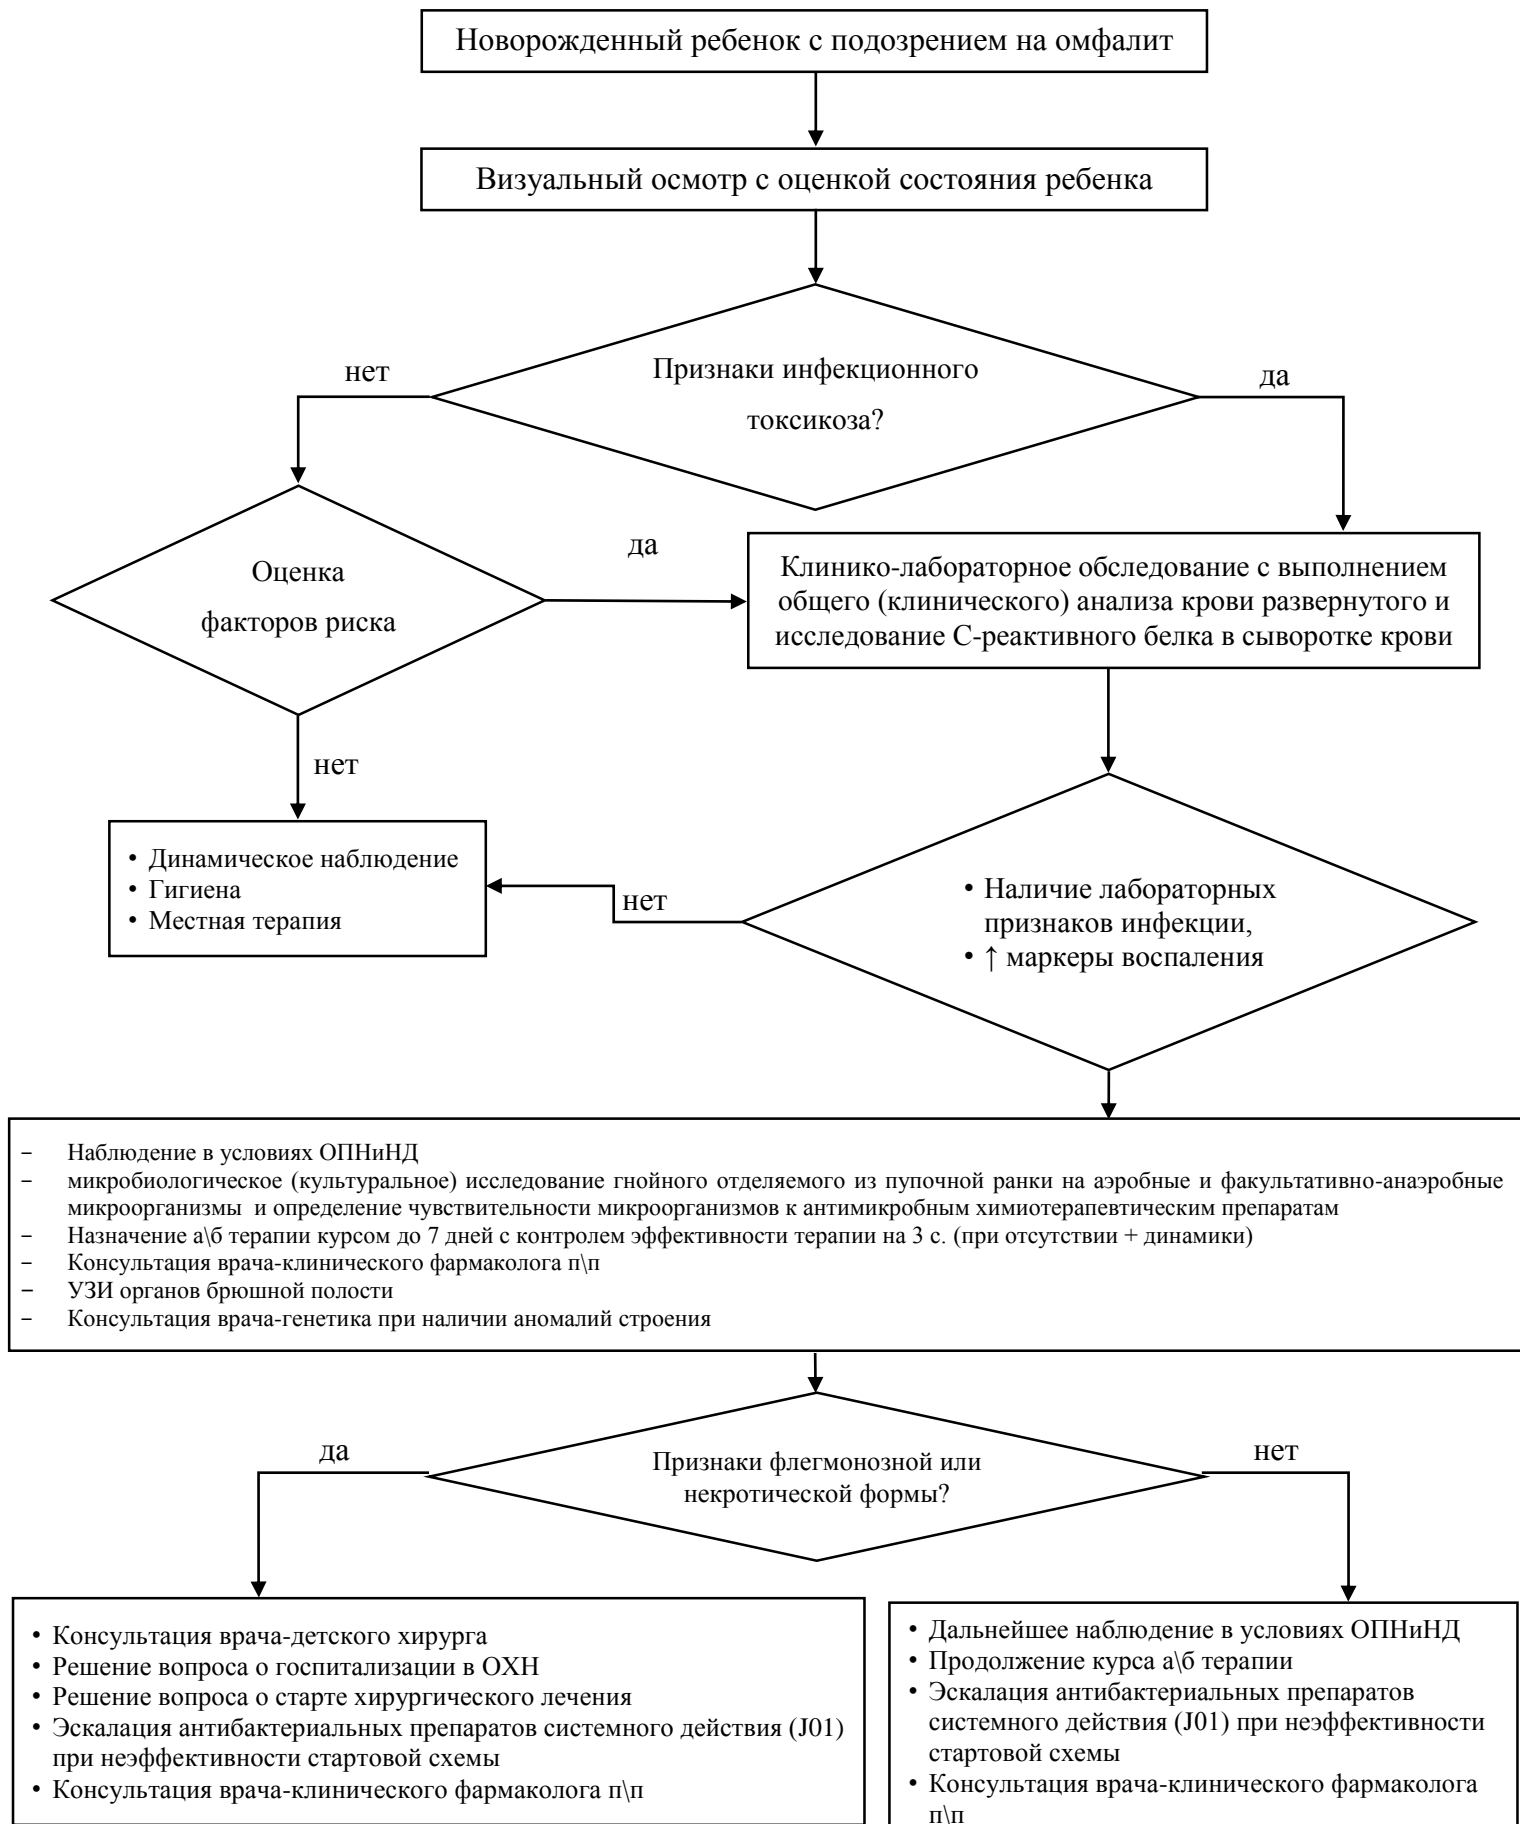 Новорожденный ребенок с подозрением на омфалит
Визуальный осмотр с оценкой состояния ребенка
Признаки инфекционного
токсикоза?
нет
да
Оценка
факторов риска
да
Клинико-лабораторное обследование с выполнением
общего (клинического) анализа крови развернутого и
исследование С-реактивного белка в сыворотке крови
нет
• Динамическое наблюдение
• Гигиена
• Местная терапия
нет
• Наличие лабораторных
признаков инфекции,
• ↑ маркеры воспаления
– Наблюдение в условиях ОПНиНД
– микробиологическое (культуральное) исследование гнойного отделяемого из пупочной ранки на аэробные и факультативно-анаэробные
микроорганизмы и определение чувствительности микроорганизмов к антимикробным химиотерапевтическим препаратам
– Назначение а\б терапии курсом до 7 дней с контролем эффективности терапии на 3 с. (при отсутствии + динамики)
– Консультация врача-клинического фармаколога п\п
– УЗИ органов брюшной полости
– Консультация врача-генетика при наличии аномалий строения
Признаки флегмонозной или
некротической формы?
да
нет
• Консультация врача-детского хирурга
• Решение вопроса о госпитализации в ОХН
• Решение вопроса о старте хирургического лечения
• Эскалация антибактериальных препаратов системного действия (J01)
при неэффективности стартовой схемы
• Консультация врача-клинического фармаколога п\п
• Дальнейшее наблюдение в условиях ОПНиНД
• Продолжение курса а\б терапии
• Эскалация антибактериальных препаратов
системного действия (J01) при неэффективности
стартовой схемы
• Консультация врача-клинического фармаколога
п\п